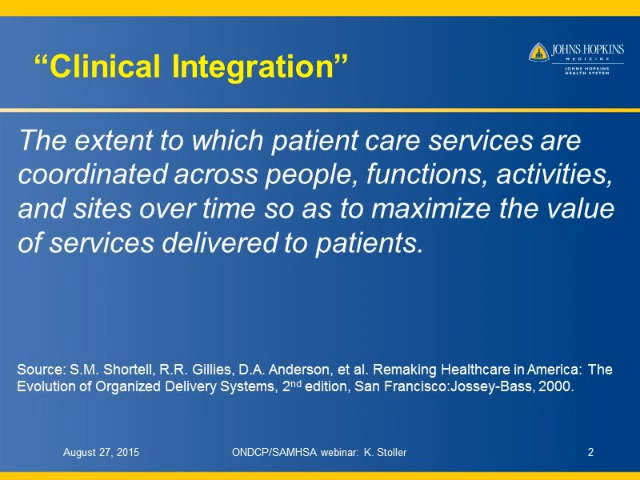 “Clinical Integration”
JOHNS HOPKINS
MEDICINE
JOHNS HOPKINS
HEALTH SYSTEM
The extent to which patient care services are
coordinated across people, functions, activities,
and sites over time so as to maximize the value
of services delivered to patients.
Source: S.M. Shortell, R.R. Gillies, D.A. Anderson, et al. Remaking Healthcare in America: The
Evolution of Organized Delivery Systems, 2nd edition, San Francisco:Jossey-Bass, 2000.
August 27, 2015 ONDCP/SAMHSA webinar: K. Stoller 2